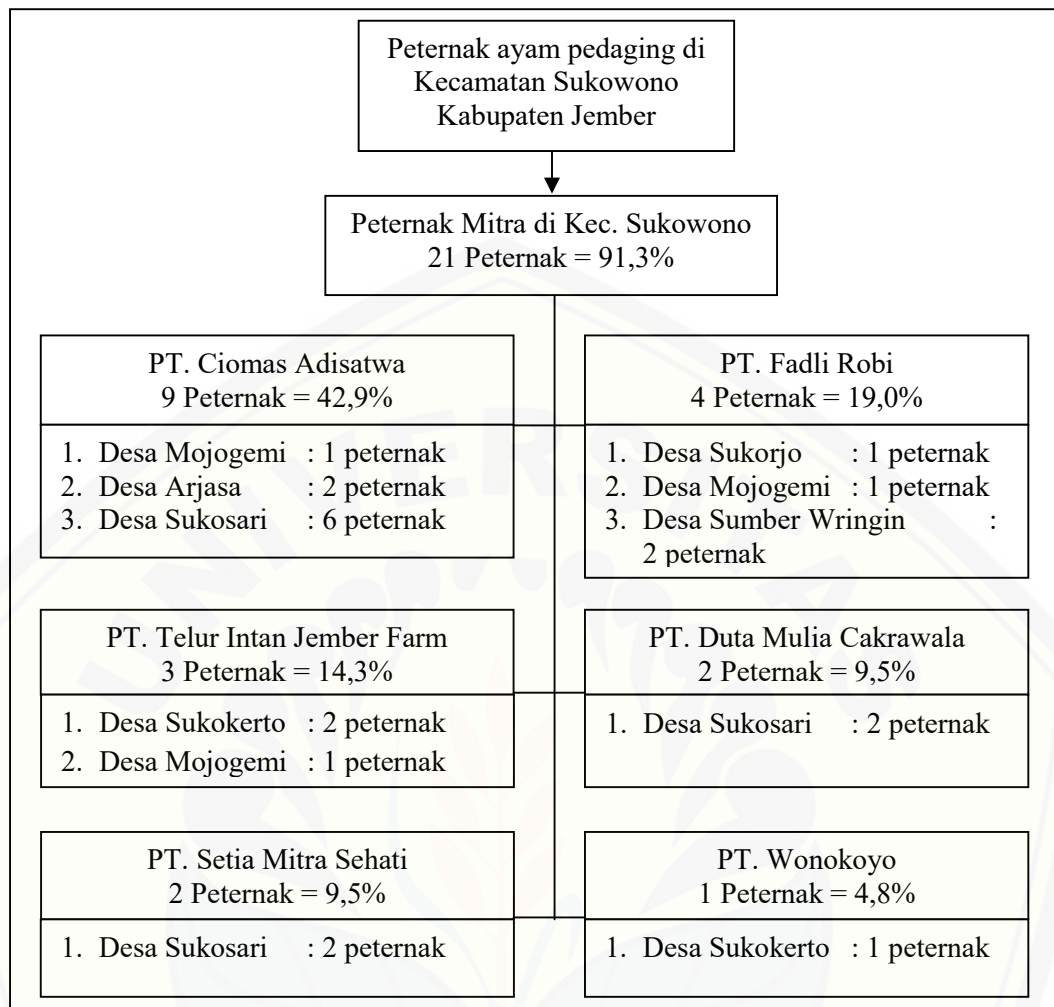 Peternak ayam pedaging di
Kecamatan Sukowono
Kabupaten Jember
Peternak Mitra di Kec. Sukowono
21 Peternak = 91,3%
PT. Ciomas Adisatwa
9 Peternak = 42,9%
1. Desa Mojogemi : 1 peternak
2. Desa Arjasa : 2 peternak
3. Desa Sukosari : 6 peternak
PT. Fadli Robi
4 Peternak = 19,0%
1. Desa Sukorjo : 1 peternak
2. Desa Mojogemi : 1 peternak
3. Desa Sumber Wringin :
2 peternak
PT. Telur Intan Jember Farm
3 Peternak = 14,3%
1. Desa Sukokerto : 2 peternak
2. Desa Mojogemi : 1 peternak
PT. Duta Mulia Cakrawala
2 Peternak = 9,5%
1. Desa Sukosari : 2 peternak
PT. Setia Mitra Sehati
2 Peternak = 9,5%
1. Desa Sukosari : 2 peternak
PT. Wonokoyo
1 Peternak = 4,8%
1. Desa Sukokerto : 1 peternak
UNIVERSITAS